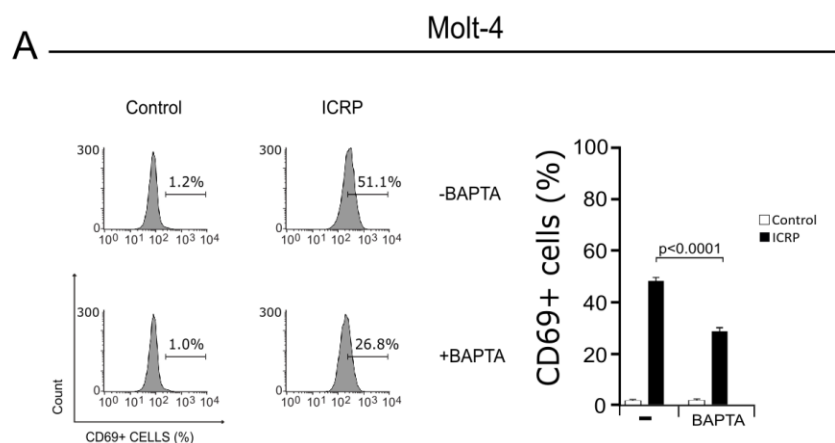 Molt-4
A
Control ICRP
300 1.2% 0 10⁰ 10¹ 10² 10³ 10⁴
300 51.1% 0 10⁰ 10¹ 10² 10³ 10⁴
-BAPTA
300 1.0% 0 10⁰ 10¹ 10² 10³ 10⁴
300 26.8% 0 10⁰ 10¹ 10² 10³ 10⁴
+BAPTA
Count
CD69+ CELLS (%)
CD69+ cells (%)
100
80
60
40
20
0
p<0.0001
Control
ICRP
- BAPTA